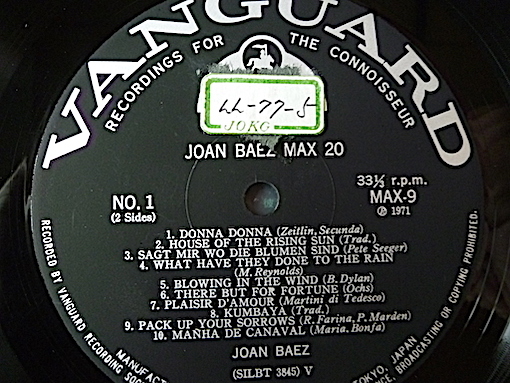 VANGUARD
RECORDINGS FOR THE CONNOISSEUR
LL-77-5
JOKG
JOAN BAEZ MAX 20
NO. 1
(2 Sides)
33⅓ r.p.m.
MAX-9
Ⓟ 1971
1. DONNA DONNA (Zeitlin, Secunda)
2. HOUSE OF THE RISING SUN (Trad.)
3. SAGT MIR WO DIE BLUMEN SIND (Pete Seeger)
4. WHAT HAVE THEY DONE TO THE RAIN
(M. Reynolds)
5. BLOWING IN THE WIND (B. Dylan)
6. THERE BUT FOR FORTUNE (Ochs)
7. PLAISIR D'AMOUR (Martini di Tedesco)
8. KUMBAYA (Trad.)
9. PACK UP YOUR SORROWS (R. Farina, P. Marden)
10. MANHA DE CANAVAL (Maria, Bonfa)
JOAN BAEZ
(SILBT 3845) V
RECORDED BY VANGUARD RECORDING SO
MANUFACT
TOKYO, JAPAN
BROADCASTING OR COPYING PROHIBITED.